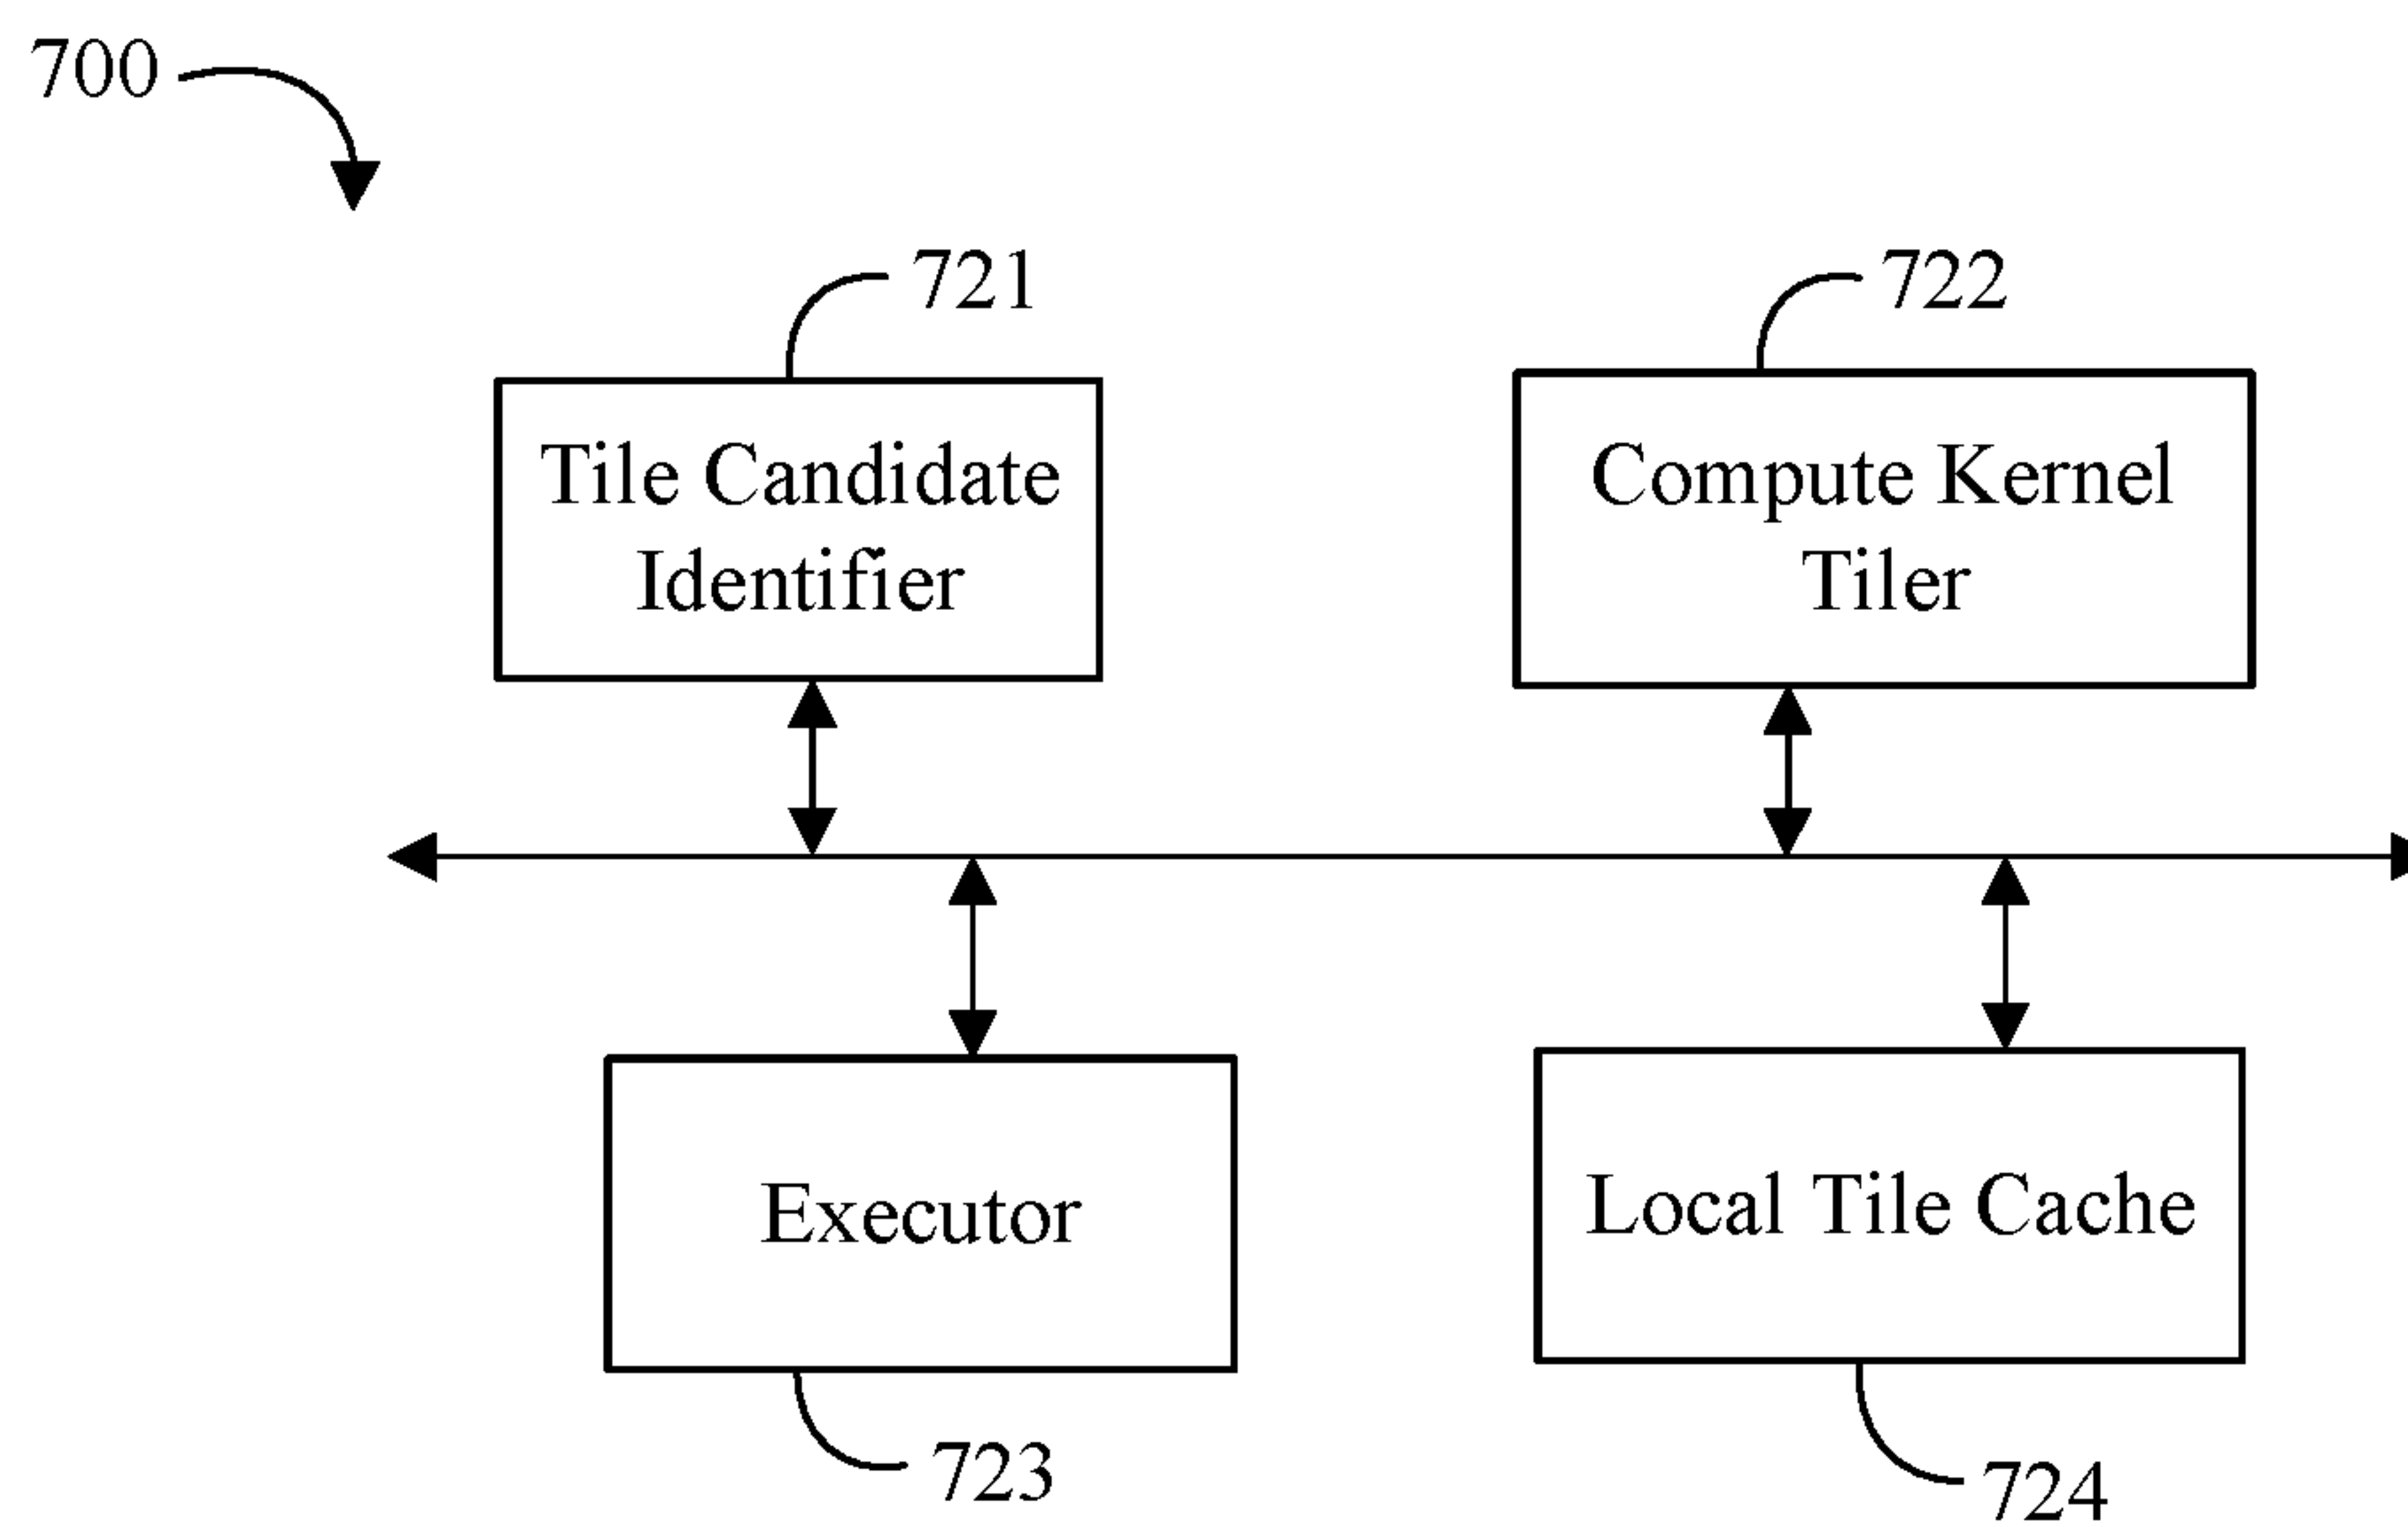 700
721
722
Tile Candidate
Identifier
Compute Kernel
Tiler
Executor
Local Tile Cache
723
724